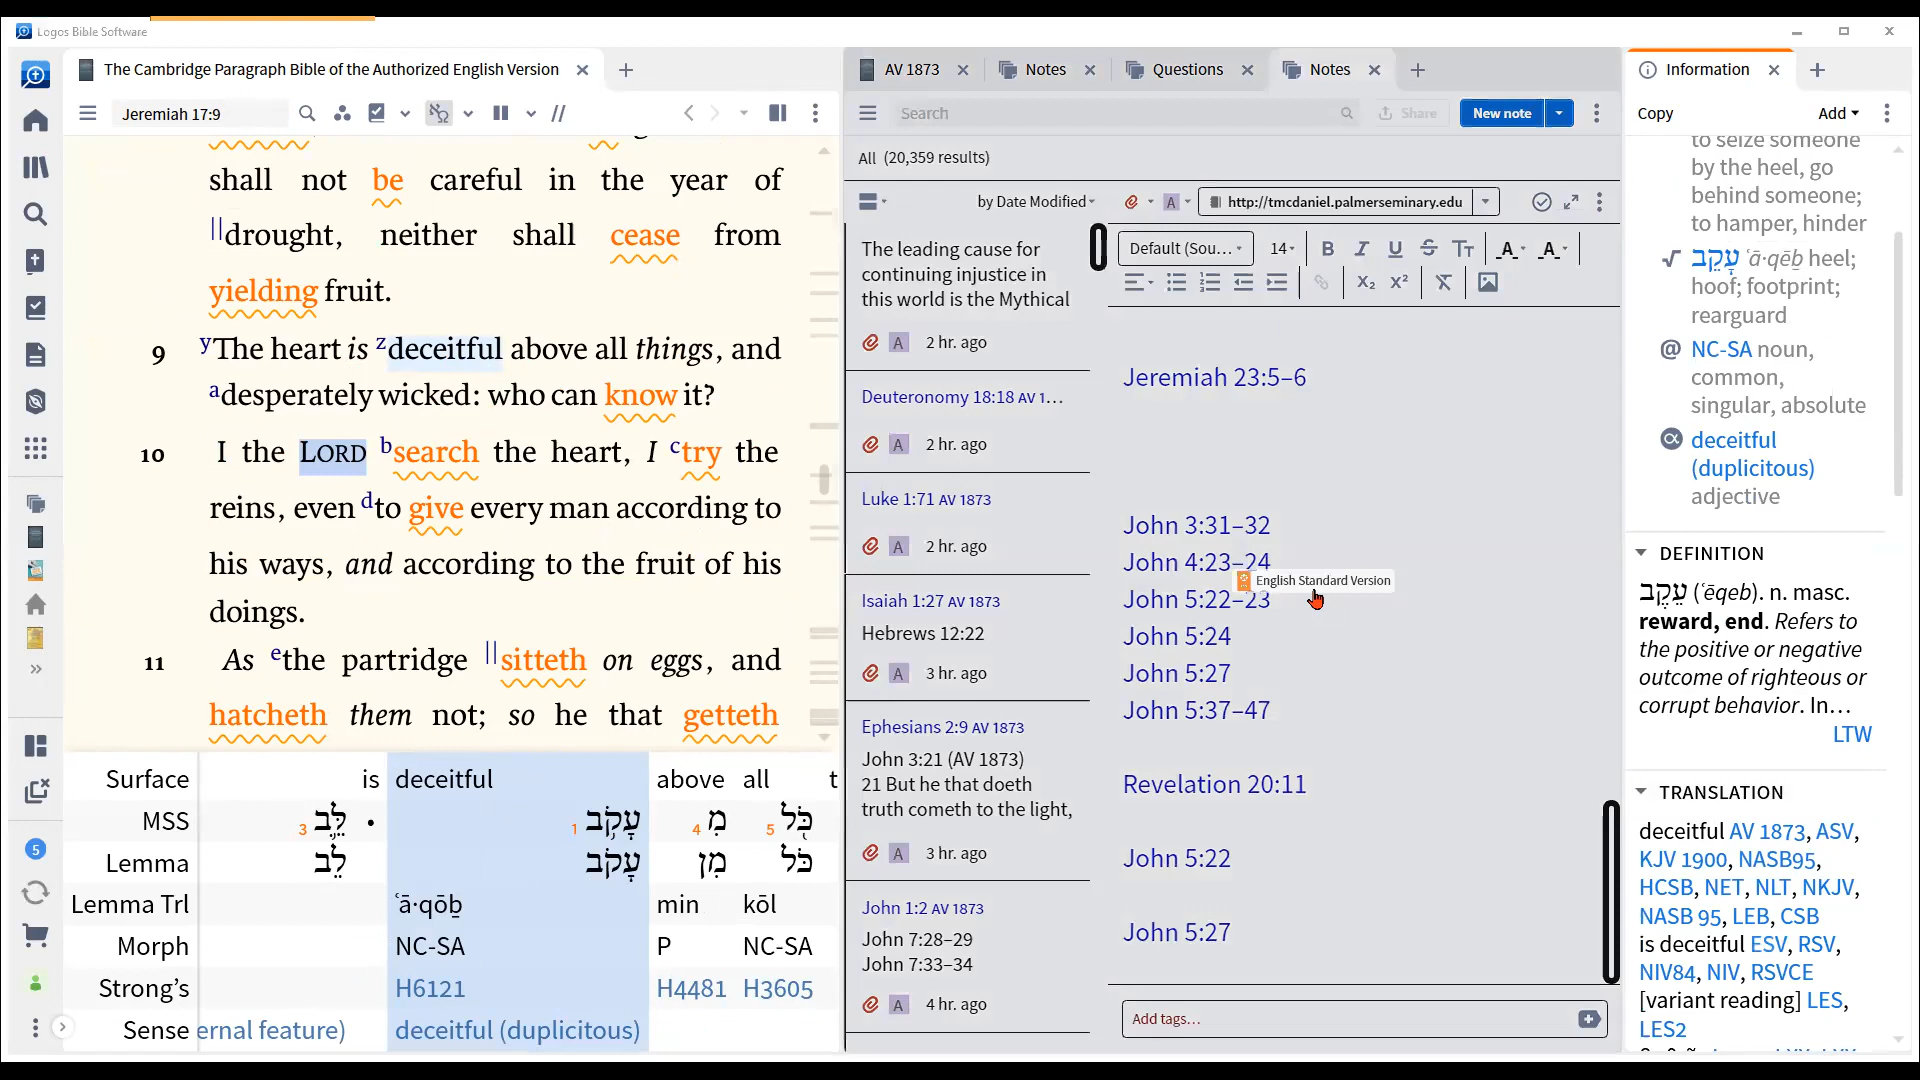 Logos Bible Software
The Cambridge Paragraph Bible of the Authorized English Version
Jeremiah 17:9
shall not be careful in the year of
||drought, neither shall cease from
yielding fruit.
9 yThe heart is zdeceitful above all things, and
adesperately wicked: who can know it?
10 I the LORD bsearch the heart, I ctry the
reins, even dto give every man according to
his ways, and according to the fruit of his
doings.
11 As ethe partridge ||sitteth on eggs, and
hatcheth them not; so he that getteth
Surface is deceitful above all t
MSS 3 לֵּ֛ב • 1 עָקֹ֥ב 4 מִ 5 כֹּ֖ל
Lemma לֵב עָקֹב מִן כֹּל
Lemma Trl ʿā·qōḇ min kōl
Morph NC-SA P NC-SA
Strong's H6121 H4481 H3605
Sense ernal feature) deceitful (duplicitous)
5
AV 1873
Notes
Questions
Notes
Search
Share
New note
All (20,359 results)
by Date Modified
The leading cause for
continuing injustice in
this world is the Mythical
A 2 hr. ago
Deuteronomy 18:18 AV 1…
A 2 hr. ago
Luke 1:71 AV 1873
A 2 hr. ago
Isaiah 1:27 AV 1873
Hebrews 12:22
A 3 hr. ago
Ephesians 2:9 AV 1873
John 3:21 (AV 1873)
21 But he that doeth
truth cometh to the light,
A 3 hr. ago
John 1:2 AV 1873
John 7:28–29
John 7:33–34
A 4 hr. ago
A http://tmcdaniel.palmerseminary.edu
Default (Sou... 14 B I U S TT A A
X₂ X²
Jeremiah 23:5–6
John 3:31–32
John 4:23–24
English Standard Version
John 5:22–23
John 5:24
John 5:27
John 5:37–47
Revelation 20:11
John 5:22
John 5:27
Add tags…
Information
Copy
Add
to seize someone
by the heel, go
behind someone;
to hamper, hinder
עָקֵב ʿā·qēḇ heel;
hoof; footprint;
rearguard
@ NC-SA noun,
common,
singular, absolute
deceitful
(duplicitous)
adjective
DEFINITION
עֵקֶב (ʿēqeb). n. masc.
reward, end. Refers to
the positive or negative
outcome of righteous or
corrupt behavior. In…
LTW
TRANSLATION
deceitful AV 1873, ASV,
KJV 1900, NASB95,
HCSB, NET, NLT, NKJV,
NASB 95, LEB, CSB
is deceitful ESV, RSV,
NIV84, NIV, RSVCE
[variant reading] LES,
LES2